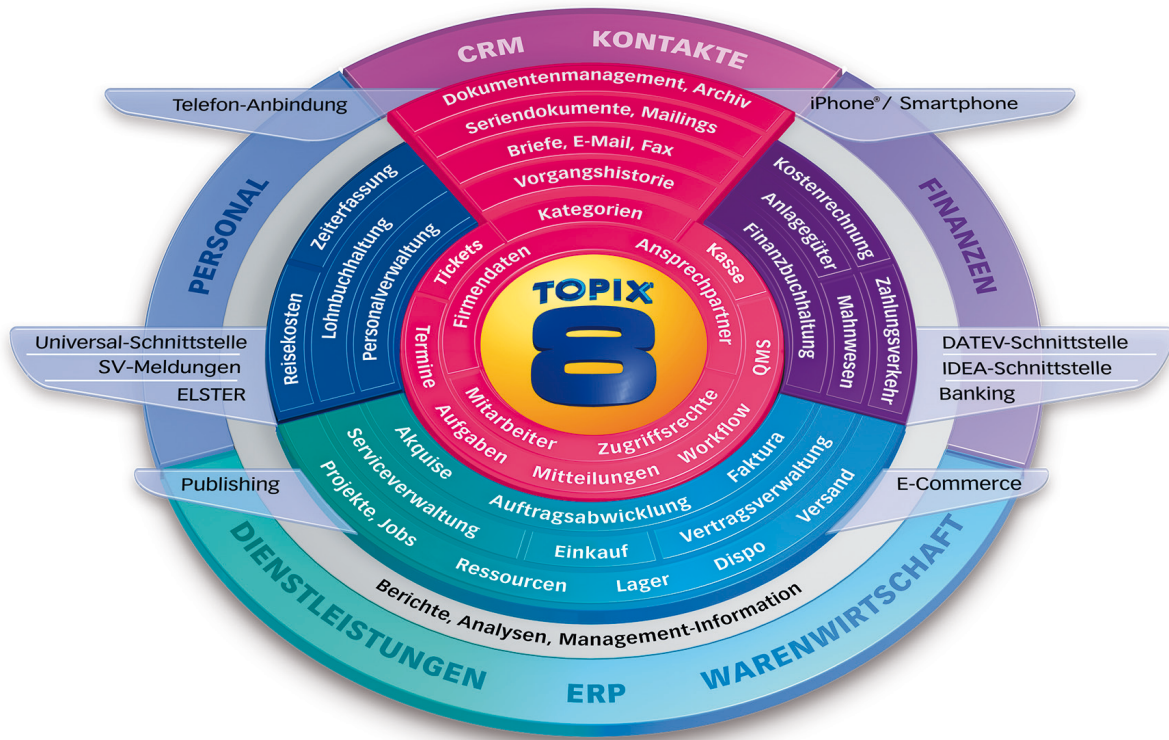 CRM KONTAKTE
Telefon-Anbindung
iPhone®/ Smartphone
Dokumentenmanagement, Archiv
Seriendokumente, Mailings
Briefe, E-Mail, Fax
Vorgangshistorie
Kategorien
PERSONAL
Zeiterfassung
Lohnbuchhaltung
Personalverwaltung
Reisekosten
FINANZEN
Kostenrechnung
Anlagegüter
Finanzbuchhaltung
Zahlungsverkehr
Mahnwesen
Tickets
Firmendaten
Ansprechpartner
Kasse
Termine
QMS
TOPIX
8
Mitarbeiter
Zugriffsrechte
Aufgaben
Mitteilungen
Workflow
Universal-Schnittstelle
SV-Meldungen
ELSTER
DATEV-Schnittstelle
IDEA-Schnittstelle
Banking
Publishing
E-Commerce
Akquise
Auftragsabwicklung
Faktura
Serviceverwaltung
Einkauf
Vertragsverwaltung
Projekte, Jobs
Ressourcen
Lager
Dispo
Versand
Berichte, Analysen, Management-Information
DIENSTLEISTUNGEN
ERP
WARENWIRTSCHAFT